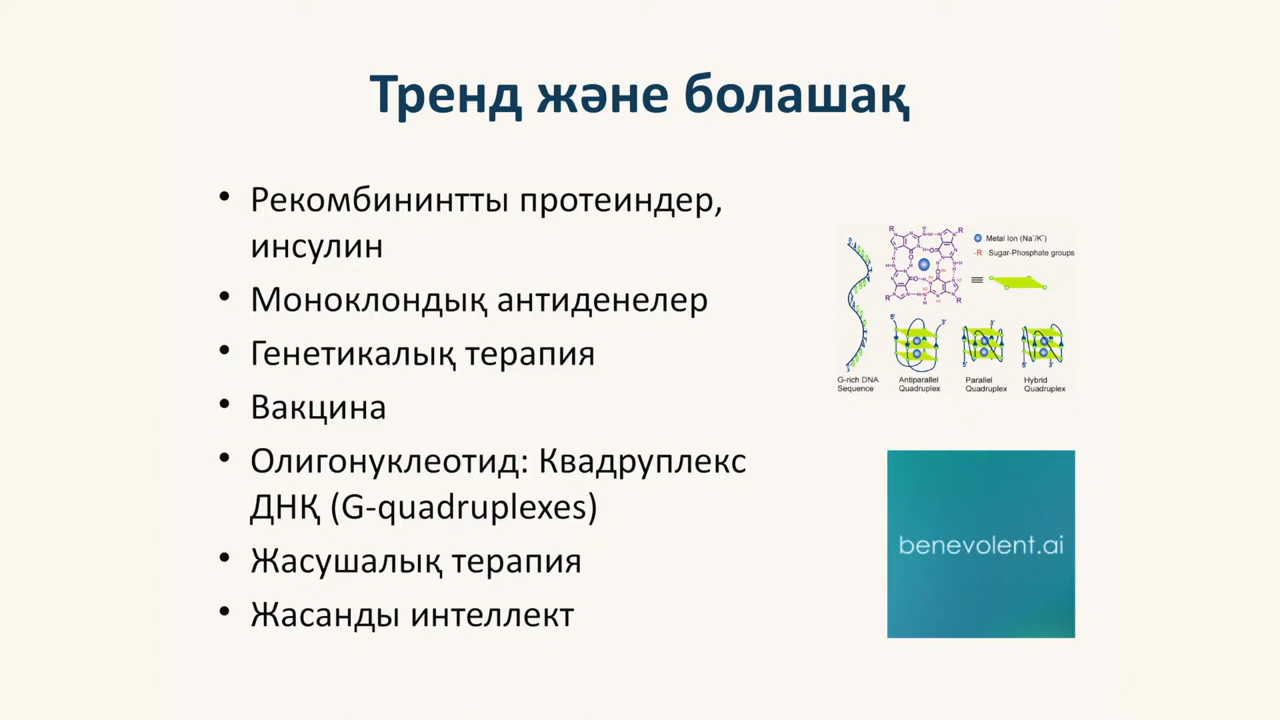 Тренд және болашақ
• Рекомбининтты протеиндер,
инсулин
• Моноклондық антиденелер
• Генетикалық терапия
• Вакцина
• Олигонуклеотид: Квадруплекс
ДНҚ (G-quadruplexes)
• Жасушалық терапия
• Жасанды интеллект
Metal Ion (Na⁺/K⁺)
-R Sugar-Phosphate groups
G-rich DNA
Sequence
Antiparallel
Quadruplex
Parallel
Quadruplex
Hybrid
Quadruplex
benevolent.ai